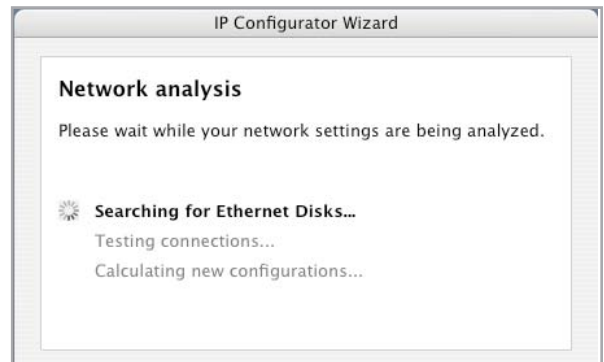 IP Configurator Wizard
Network analysis
Please wait while your network settings are being analyzed.
Searching for Ethernet Disks...
Testing connections...
Calculating new configurations...